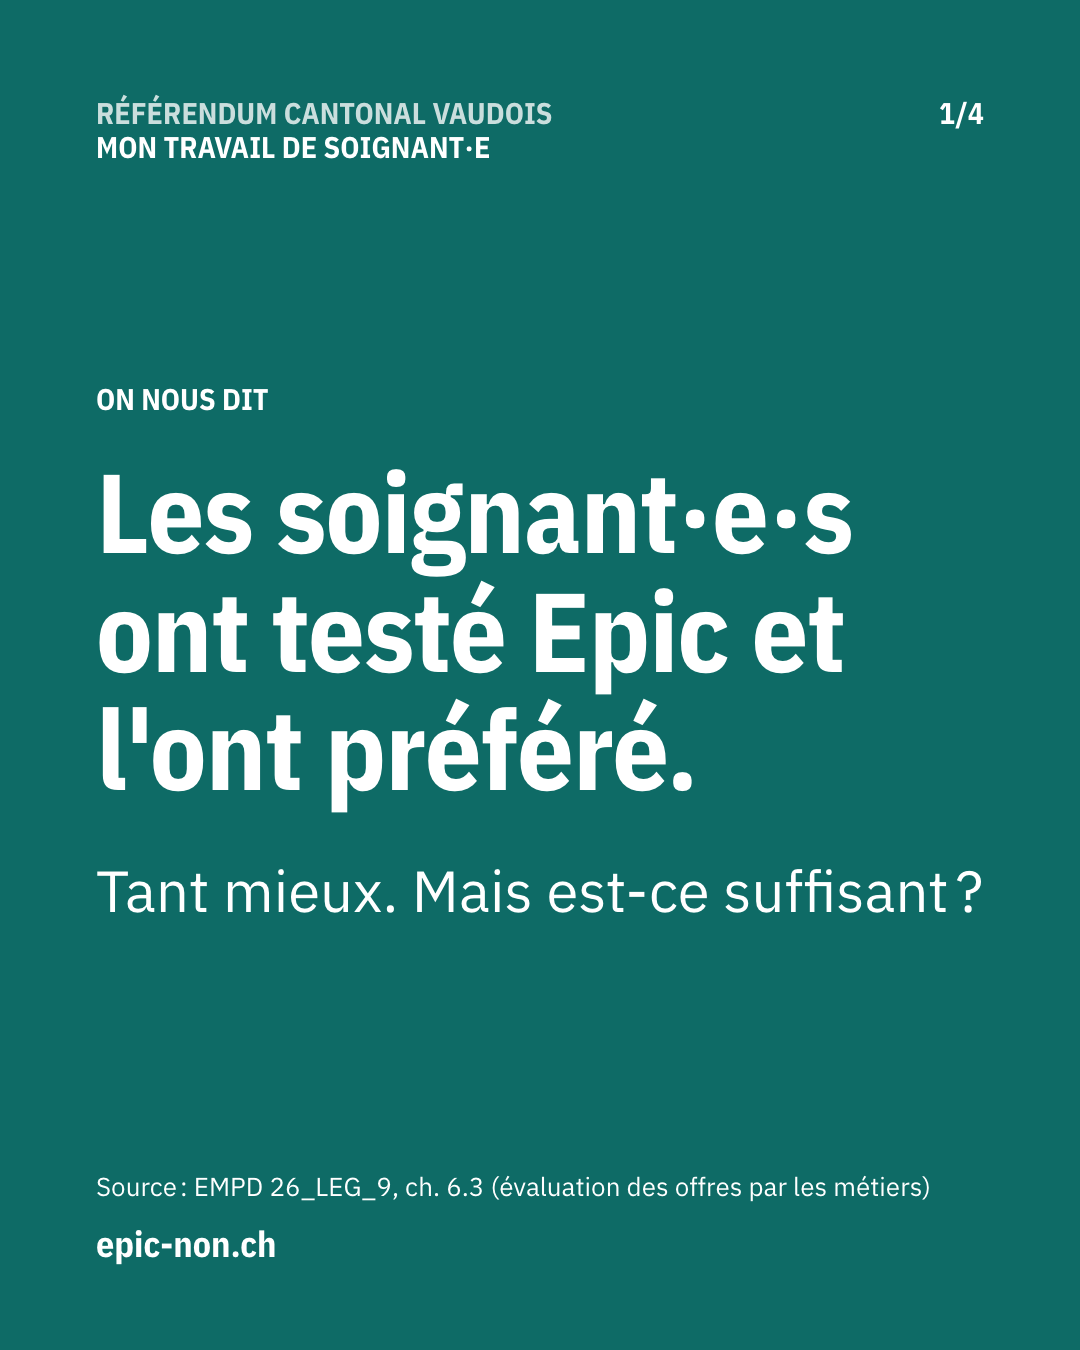 RÉFÉRENDUM CANTONAL VAUDOIS
1/4
MON TRAVAIL DE SOIGNANT·E
ON NOUS DIT
Les soignant·e·s
ont testé Epic et
l'ont préféré.
Tant mieux. Mais est-ce suffisant ?
Source : EMPD 26_LEG_9, ch. 6.3 (évaluation des offres par les métiers)
epic-non.ch